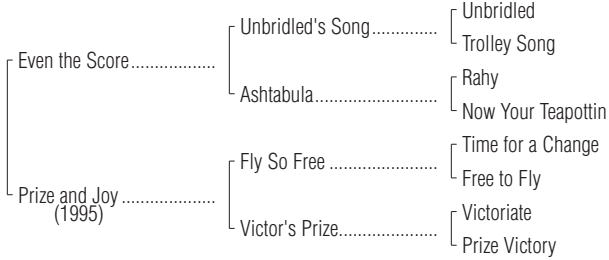 Unbridled
Unbridled's Song..............
Trolley Song
Even the Score..................
Rahy
Ashtabula..........................
Now Your Teapottin
Time for a Change
Fly So Free .......................
Free to Fly
Prize and Joy ....................
(1995)
Victoriate
Victor's Prize.....................
Prize Victory